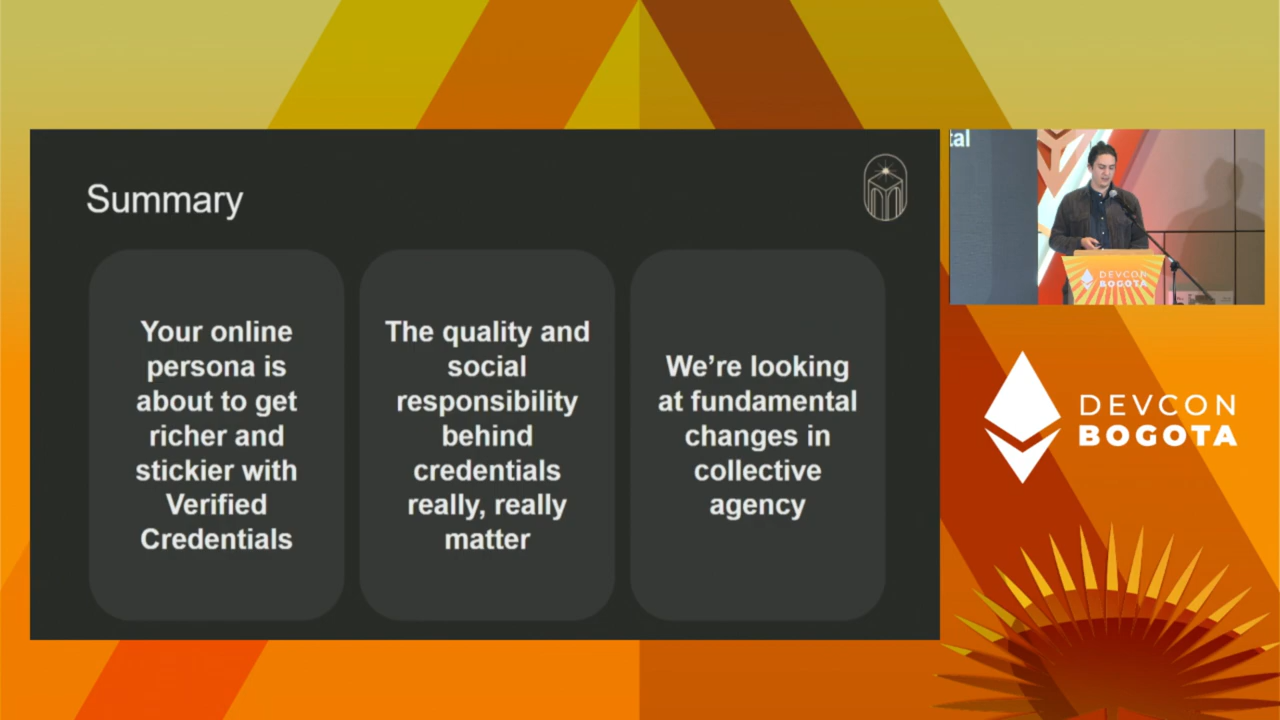 Summary
Your online
persona is
about to get
richer and
stickier with
Verified
Credentials
The quality and
social
responsibility
behind
credentials
really, really
matter
We’re looking
at fundamental
changes in
collective
agency
tal
DEVCON
BOGOTA
DEVCON
BOGOTA